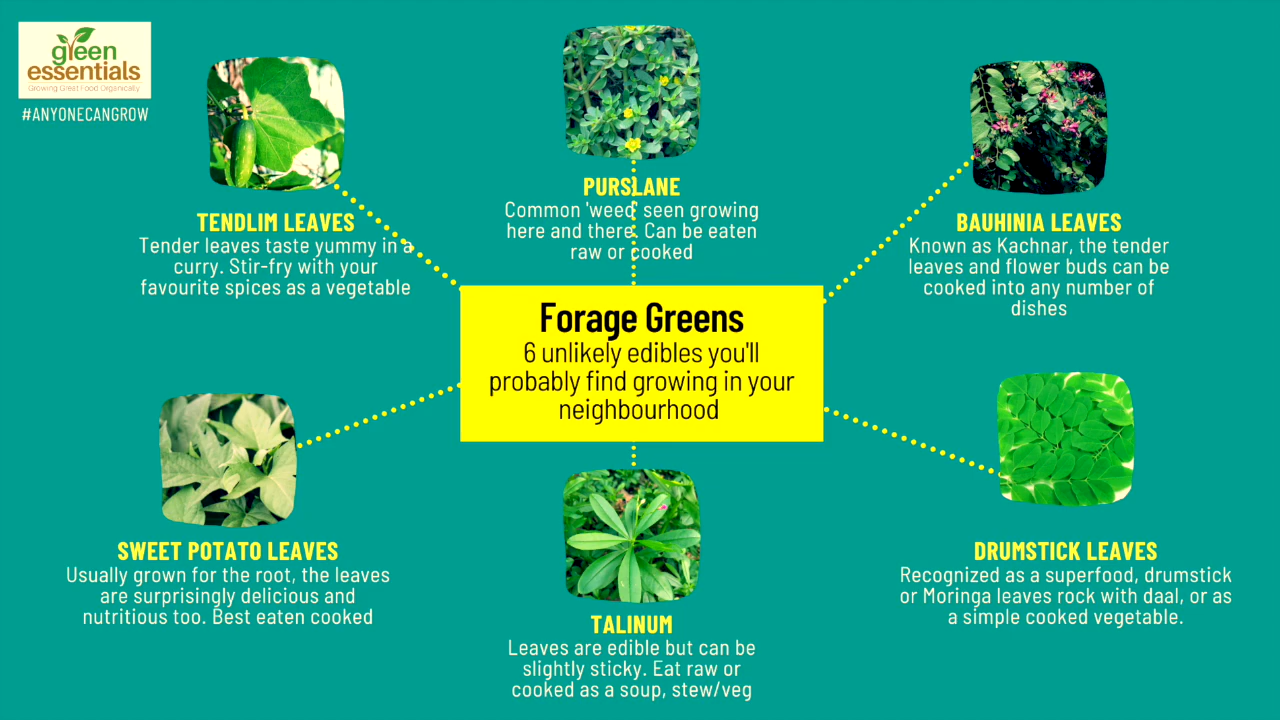 green
essentials
Growing Great Food Organically
#ANYONECANGROW
TENDLIM LEAVES
Tender leaves taste yummy in a
curry. Stir-fry with your
favourite spices as a vegetable
PURSLANE
Common 'weed' seen growing
here and there. Can be eaten
raw or cooked
BAUHINIA LEAVES
Known as Kachnar, the tender
leaves and flower buds can be
cooked into any number of
dishes
Forage Greens
6 unlikely edibles you'll
probably find growing in your
neighbourhood
SWEET POTATO LEAVES
Usually grown for the root, the leaves
are surprisingly delicious and
nutritious too. Best eaten cooked
TALINUM
Leaves are edible but can be
slightly sticky. Eat raw or
cooked as a soup, stew/veg
DRUMSTICK LEAVES
Recognized as a superfood, drumstick
or Moringa leaves rock with daal, or as
a simple cooked vegetable.